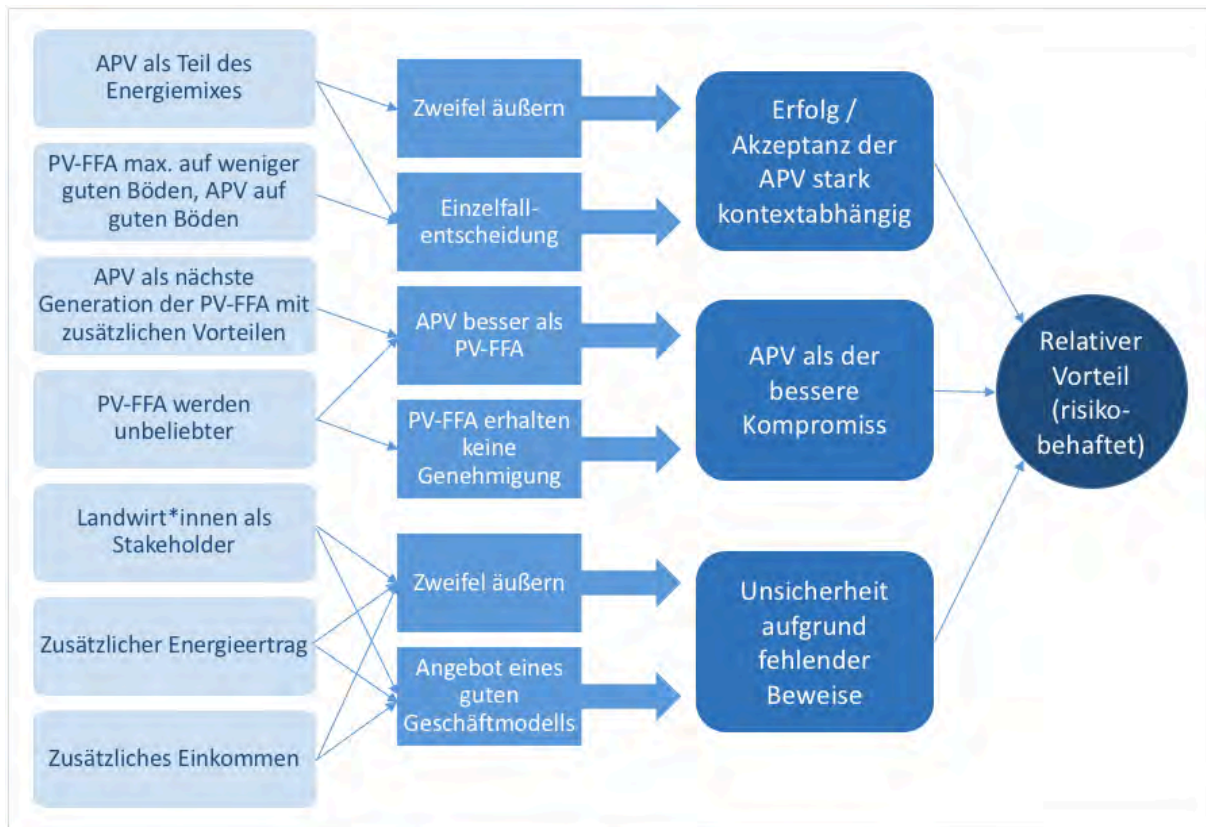 APV als Teil des
Energiemixes
PV-FFA max. auf weniger
guten Böden, APV auf
guten Böden
APV als nächste
Generation der PV-FFA mit
zusätzlichen Vorteilen
PV-FFA werden
unbeliebter
Landwirt*innen als
Stakeholder
Zusätzlicher Energieertrag
Zusätzliches Einkommen
Zweifel äußern
Einzelfall-
entscheidung
APV besser als
PV-FFA
PV-FFA erhalten
keine
Genehmigung
Zweifel äußern
Angebot eines
guten
Geschäftmodells
Erfolg /
Akzeptanz der
APV stark
kontextabhängig
APV als der
bessere
Kompromiss
Unsicherheit
aufgrund
fehlender
Beweise
Relativer
Vorteil
(risiko-
behaftet)